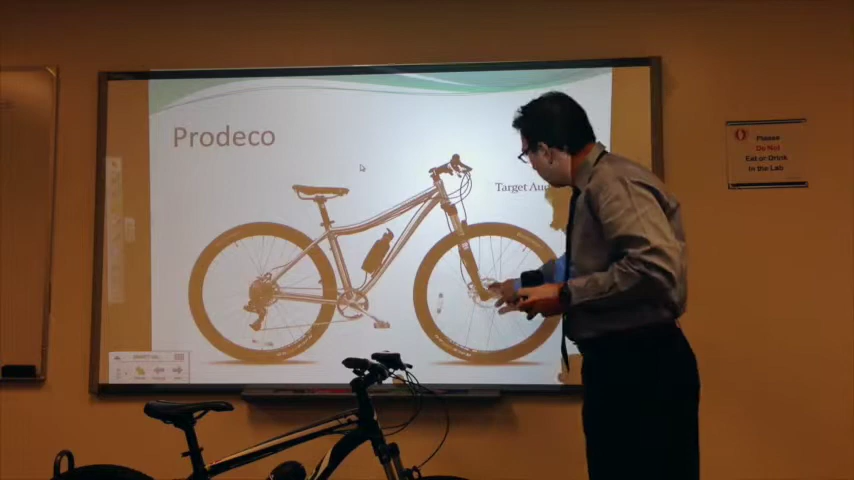 Prodeco
Target Au
Please
Do Not
Eat or Drink
In the Lab